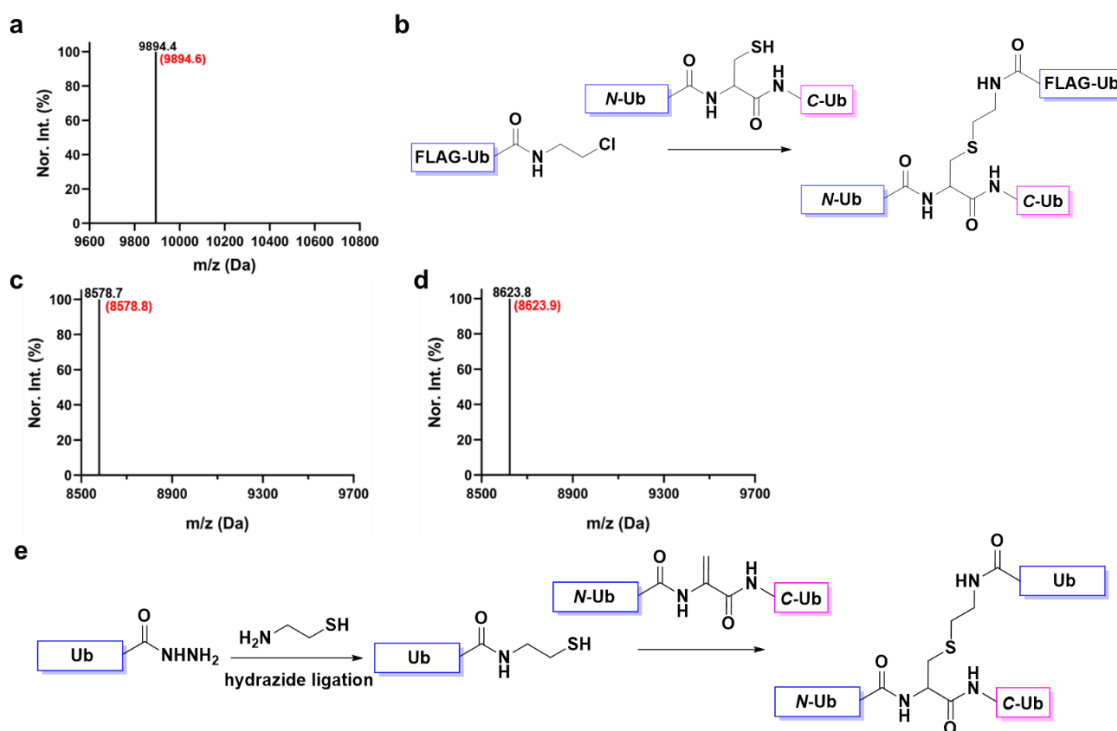 a
100
80
60
40
20
0
Nor. Int. (%)
9894.4
(9894.6)
9600 9800 10000 10200 10400 10600 10800
m/z (Da)
b
FLAG-Ub
O
N
H
Cl
N-Ub
O
N
H
SH
O
H
N
C-Ub
O
HN
FLAG-Ub
S
N-Ub
O
N
H
O
H
N
C-Ub
c
100
80
60
40
20
0
Nor. Int. (%)
8578.7
(8578.8)
8500 8900 9300 9700
m/z (Da)
d
100
80
60
40
20
0
Nor. Int. (%)
8623.8
(8623.9)
8500 8900 9300 9700
m/z (Da)
e
Ub
O
NHNH2
H2N
SH
hydrazide ligation
Ub
O
N
H
SH
N-Ub
O
N
H
O
H
N
C-Ub
O
HN
Ub
S
N-Ub
O
N
H
O
H
N
C-Ub